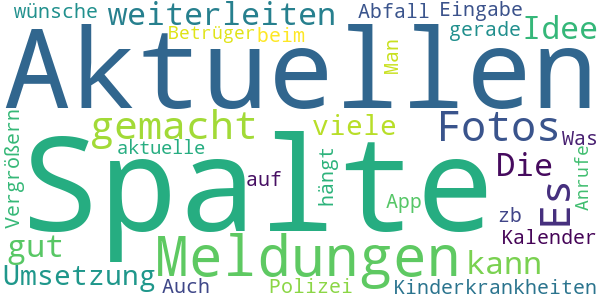 wünsche
weiterleiten
Abfall
Eingabe
Betrüger
beim
gerade
Idee
Aktuellen
Man
Vergrößern
gemacht
viele
Fotos
Was
aktuelle
Spalte
auf
hängt
Die
Es
Anrufe
App
zb
gut
Meldungen
kann
Kalender
Umsetzung
Auch
Polizei
Kinderkrankheiten